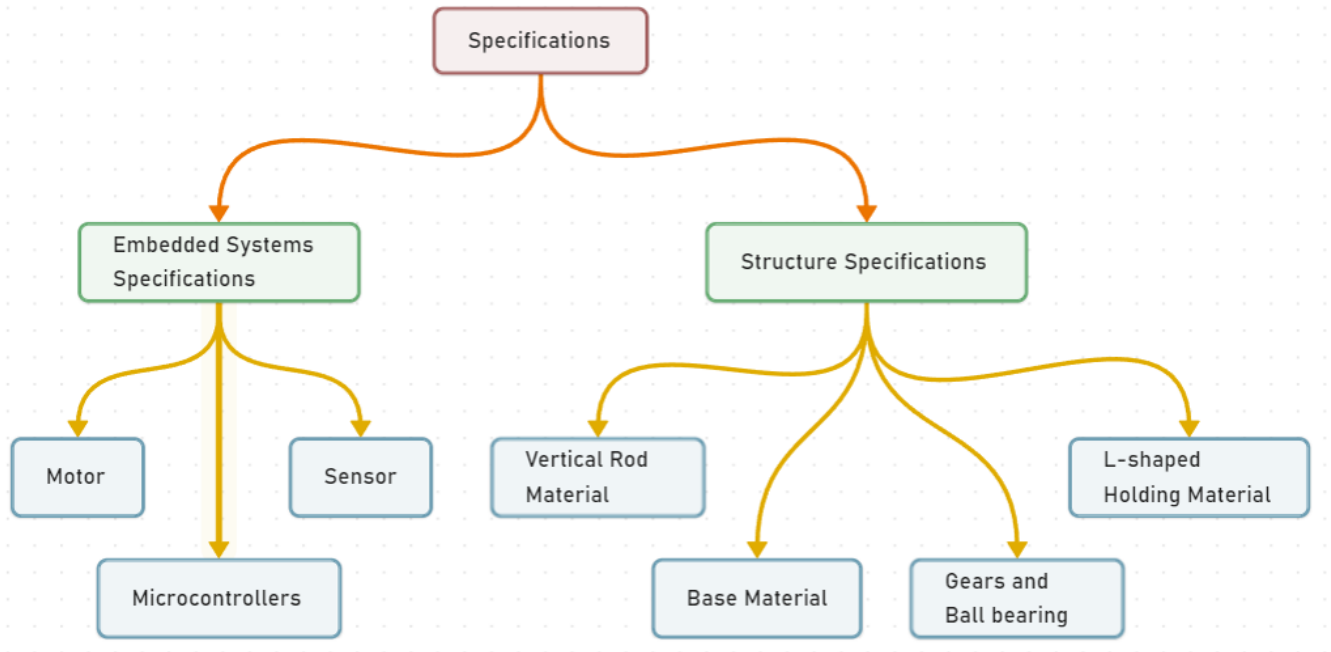 Specifications
Embedded Systems
Specifications
Structure Specifications
Motor
Sensor
Vertical Rod
Material
L-shaped
Holding Material
Microcontrollers
Base Material
Gears and
Ball bearing